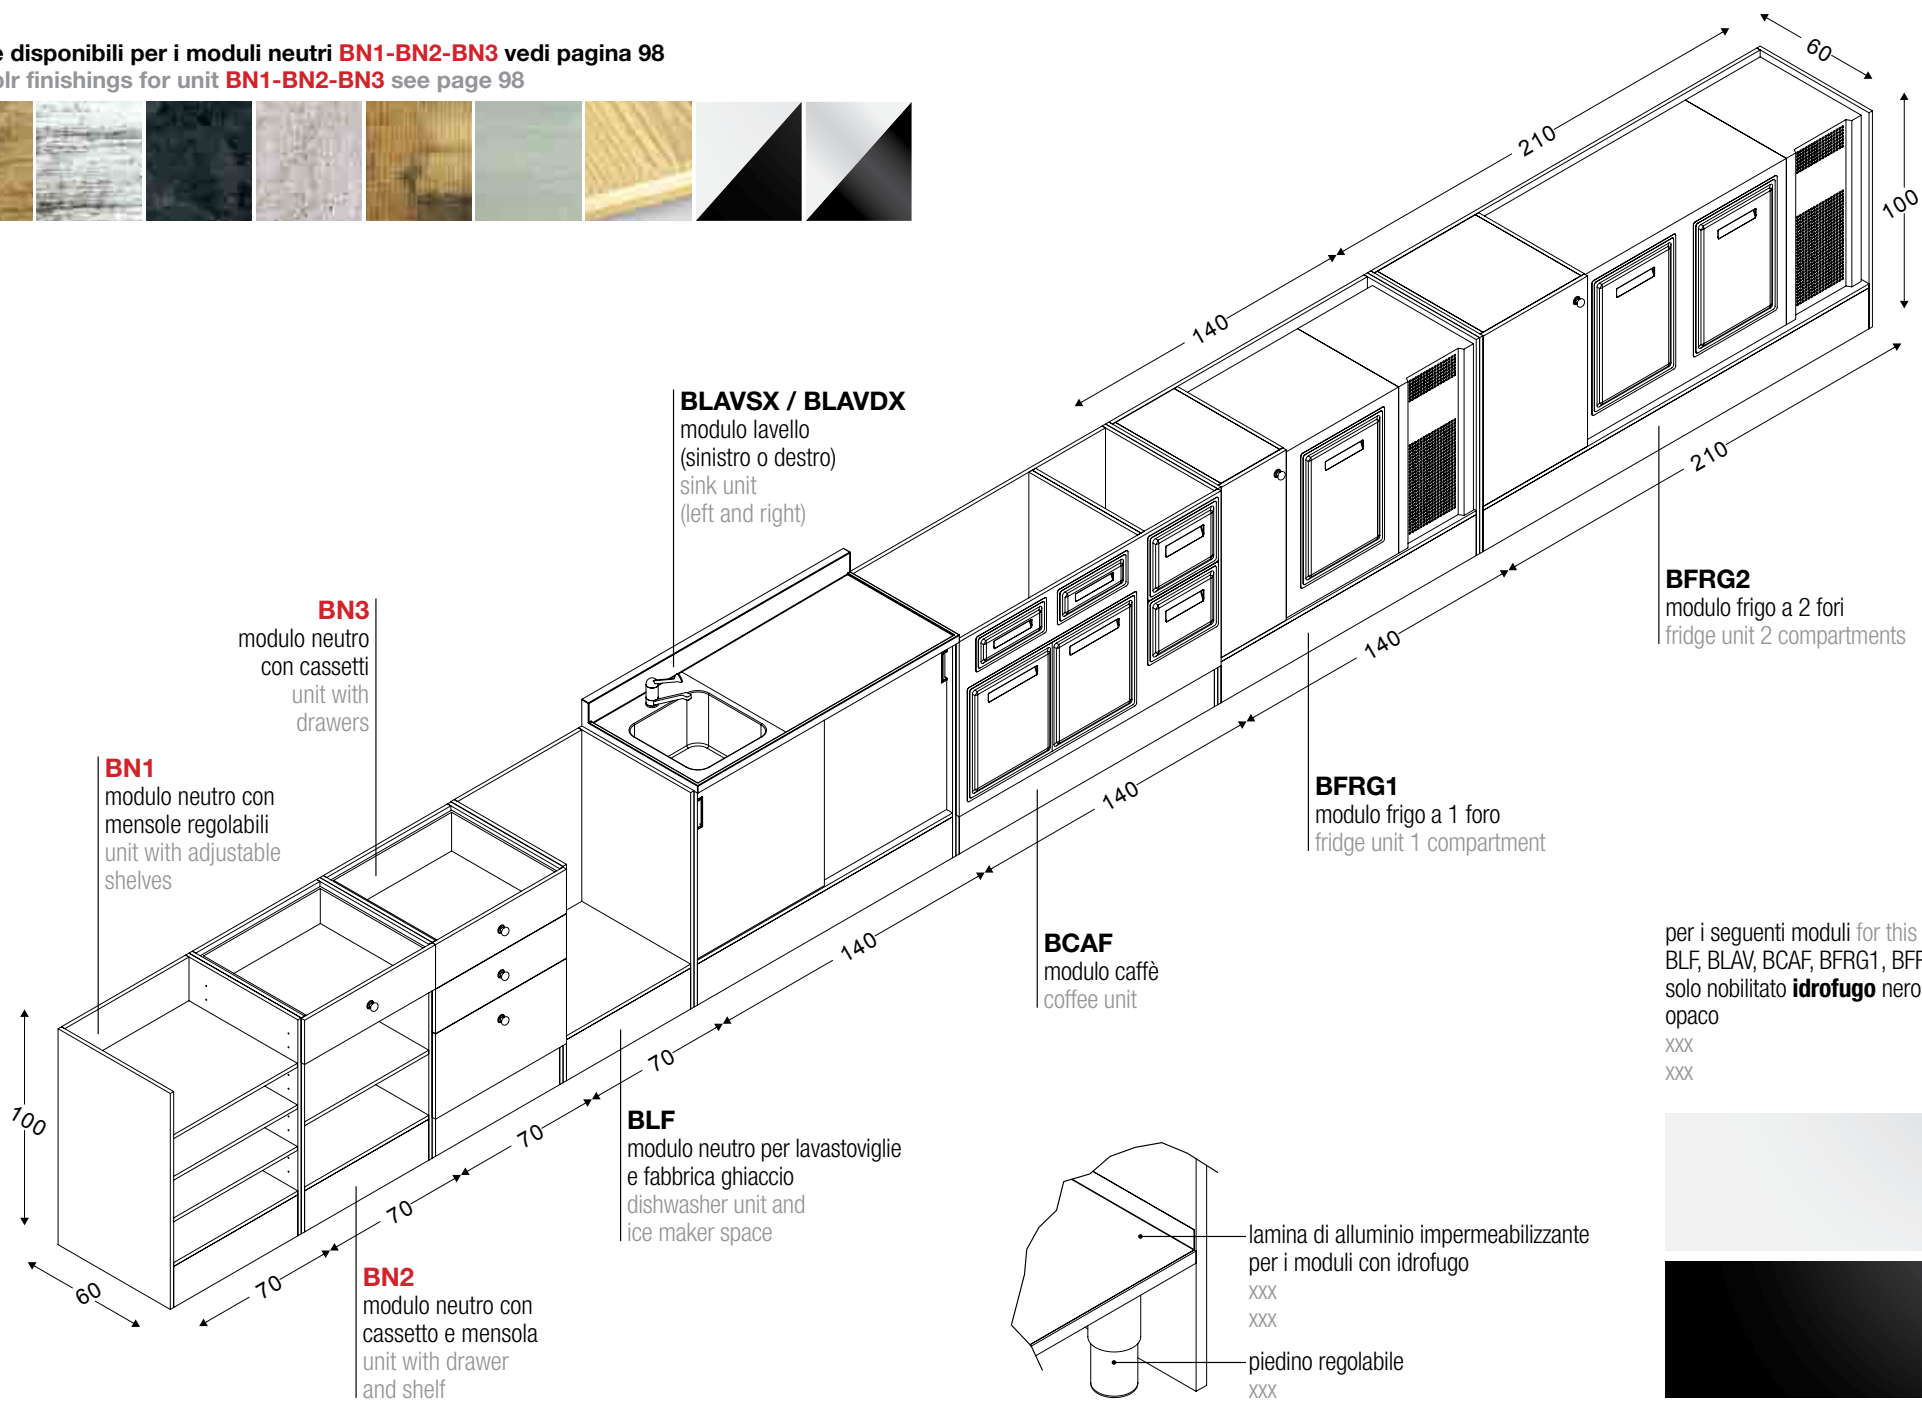 disponibili per i moduli neutri BN1-BN2-BN3 vedi pagina 98
finishings for unit BN1-BN2-BN3 see page 98
60
210
100
140
BLAVSX / BLAVDX
modulo lavello
(sinistro o destro)
sink unit
(left and right)
210
BFRG2
modulo frigo a 2 fori
fridge unit 2 compartments
BN3
modulo neutro
con cassetti
unit with
drawers
140
BN1
modulo neutro con
mensole regolabili
unit with adjustable
shelves
BFRG1
modulo frigo a 1 foro
fridge unit 1 compartment
140
140
BCAF
modulo caffè
coffee unit
per i seguenti moduli for this
BLF, BLAV, BCAF, BFRG1,
solo nobilitato idrofugo nero
opaco
xxx
xxx
100
70
70
BLF
modulo neutro per lavastoviglie
e fabbrica ghiaccio
dishwasher unit and
ice maker space
70
70
60
BN2
modulo neutro con
cassetto e mensola
unit with drawer
and shelf
lamina di alluminio impermeabilizzante
per i moduli con idrofugo
xxx
xxx
piedino regolabile
xxx